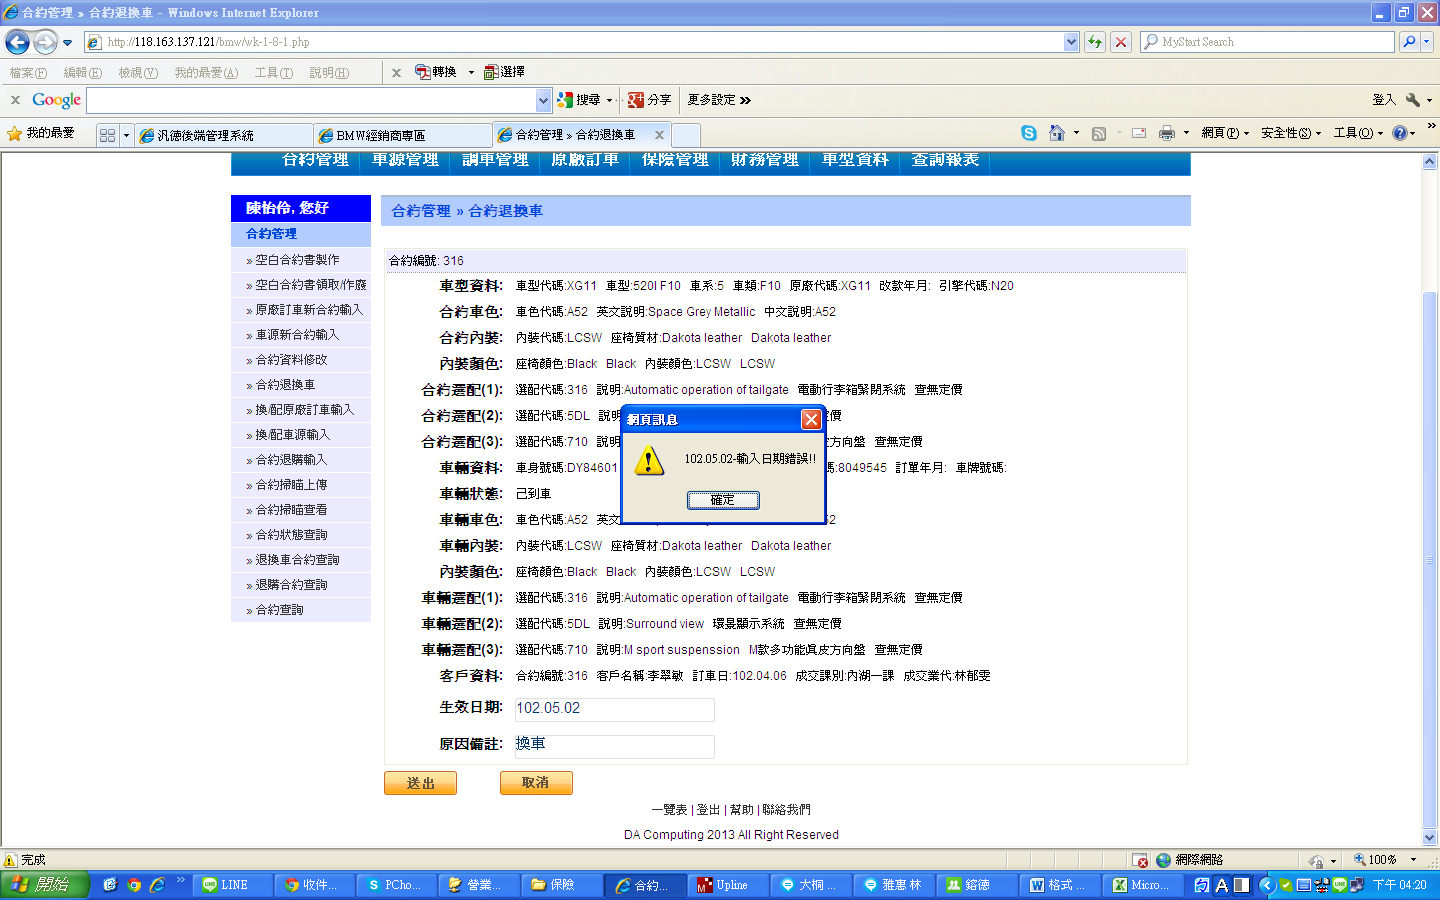 合約管理 » 合約退換車 - Windows Internet Explorer
http://118.163.137.121/bmw/wk-1-8-1.php
MyStart Search
檔案(F) 編輯(E) 檢視(V) 我的最愛(A) 工具(T) 說明(H) x 轉換 選擇
x Google 搜尋 分享 更多設定 » 登入
我的最愛 汎德後端管理系統 BMW經銷商專區 合約管理 » 合約退換車 x 網頁(P) 安全性(S) 工具(O) »
合約管理 車源管理 調車管理 原廠訂車 保險管理 財務管理 車型資料 查詢報表
陳怡伶, 您好
合約管理
» 空白合約書製作
» 空白合約書領取/作廢
» 原廠訂車新合約輸入
» 車源新合約輸入
» 合約資料修改
» 合約退換車
» 換/配原廠訂車輸入
» 換/配車源輸入
» 合約退購輸入
» 合約掃瞄上傳
» 合約掃瞄查看
» 合約狀態查詢
» 退換車合約查詢
» 退購合約查詢
» 合約查詢
合約管理 » 合約退換車
合約編號: 316
車型資料: 車型代碼:XG11 車型:520I F10 車系:5 車類:F10 原廠代碼:XG11 改款年月: 引擎代碼:N20
合約車色: 車色代碼:A52 英文說明:Space Grey Metallic 中文說明:A52
合約內裝: 內裝代碼:LCSW 座椅質材:Dakota leather Dakota leather
內裝顏色: 座椅顏色:Black Black 內裝顏色:LCSW LCSW
合約選配(1): 選配代碼:316 說明:Automatic operation of tailgate 電動行李箱緊閉系統 查無定價
合約選配(2): 選配代碼:5DL 說明 價
合約選配(3): 選配代碼:710 說明 方向盤 查無定價
車輛資料: 車身號碼:DY84601 碼:8049545 訂單年月: 車牌號碼:
車輛狀態: 己到車
車輛車色: 車色代碼:A52 英文 52
車輛內裝: 內裝代碼:LCSW 座椅質材:Dakota leather Dakota leather
內裝顏色: 座椅顏色:Black Black 內裝顏色:LCSW LCSW
車輛選配(1): 選配代碼:316 說明:Automatic operation of tailgate 電動行李箱緊閉系統 查無定價
車輛選配(2): 選配代碼:5DL 說明:Surround view 環景顯示系統 查無定價
車輛選配(3): 選配代碼:710 說明:M sport suspenssion M款多功能真皮方向盤 查無定價
客戶資料: 合約編號:316 客戶名稱:李翠敏 訂車日:102.04.06 成交課別:內湖一課 成交業代:林郁雯
生效日期: 102.05.02
原因備註: 換車
網頁訊息
102.05.02-輸入日期錯誤!!
確定
送出 取消
一覽表 | 登出 | 幫助 | 聯絡我們
DA Computing 2013 All Right Reserved
完成 網際網路 100%
開始 » LINE 收件... PCho... 營業... 保險 合約... Upline 大桐 ... 雅惠 林 鎔德 格式 ... Micro... A 下午 04:20